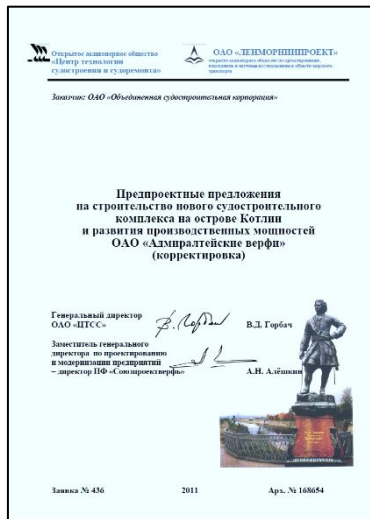 Открытое акционерное общество
«Центр технологии
судостроения и судоремонта»
ОАО «ЛЕНМОРНИИПРОЕКТ»
Заказчик: ОАО «Объединенная судостроительная корпорация»
Предпроектные предложения
на строительство нового судостроительного
комплекса на острове Котлин
и развития производственных мощностей
ОАО «Адмиралтейские верфи»
(корректировка)
Генеральный директор
ОАО «ЦТСС»
В.Д. Горбач
Заместитель генерального
директора по проектированию
и модернизации предприятий
– директор ПФ «Союзпроектверфь»
А.Н. Алёшкин
Заявка № 436
2011
Арх. № 168654